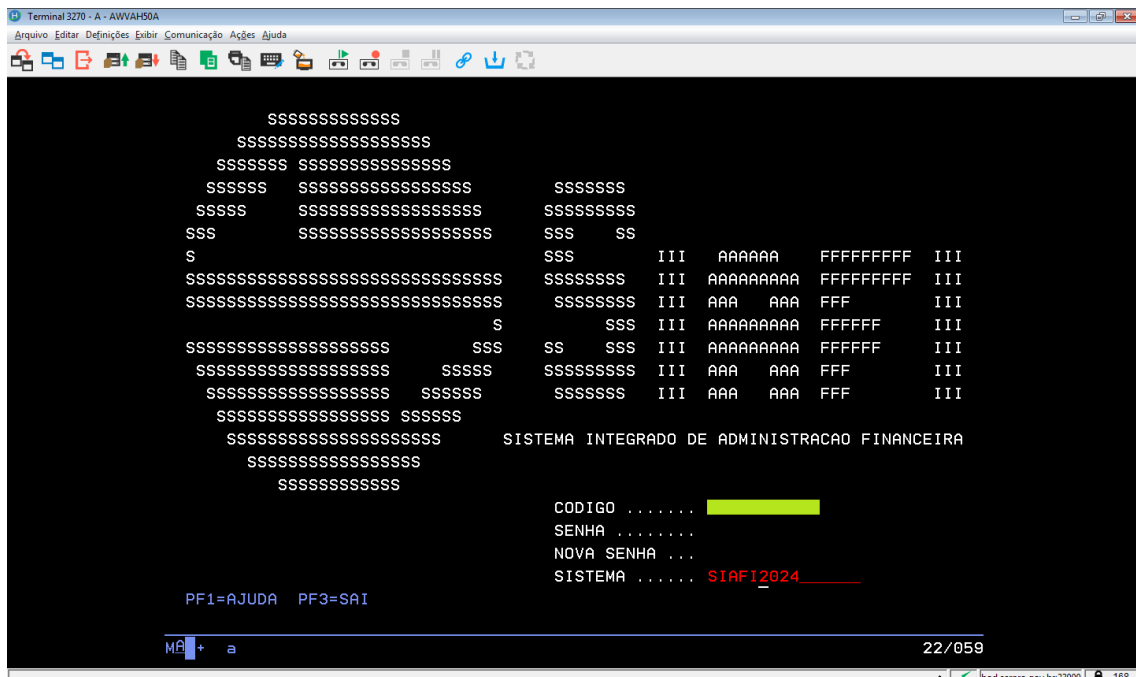 Terminal 3270 - A - AWVAH50A
Arquivo Editar Definições Exibir Comunicação Ações Ajuda
SSSSSSSSSSSSS
SSSSSSSSSSSSSSSSSSS
SSSSSSS SSSSSSSSSSSSSSS
SSSSSS SSSSSSSSSSSSSSSSS SSSSSSS
SSSSS SSSSSSSSSSSSSSSSSS SSSSSSSSS
SSS SSSSSSSSSSSSSSSSSSS SSS SS
S SSS III AAAAAA FFFFFFFFF III
SSSSSSSSSSSSSSSSSSSSSSSSSSSSSSS SSSSSSSS III AAAAAAAAA FFFFFFFFF III
SSSSSSSSSSSSSSSSSSSSSSSSSSSSSSS SSSSSSSS III AAA AAA FFF III
S SSS III AAAAAAAAA FFFFFF III
SSSSSSSSSSSSSSSSSSSS SSS SS SSS III AAAAAAAAA FFFFFF III
SSSSSSSSSSSSSSSSSSS SSSSS SSSSSSSSS III AAA AAA FFF III
SSSSSSSSSSSSSSSSSS SSSSSS SSSSSSS III AAA AAA FFF III
SSSSSSSSSSSSSSSSS SSSSSS
SSSSSSSSSSSSSSSSSSSSS SISTEMA INTEGRADO DE ADMINISTRACAO FINANCEIRA
SSSSSSSSSSSSSSSSS
SSSSSSSSSSSS
CODIGO .......
SENHA ........
NOVA SENHA ...
SISTEMA ...... SIAFI2024______
PF1=AJUDA PF3=SAI
MA + a 22/059
168